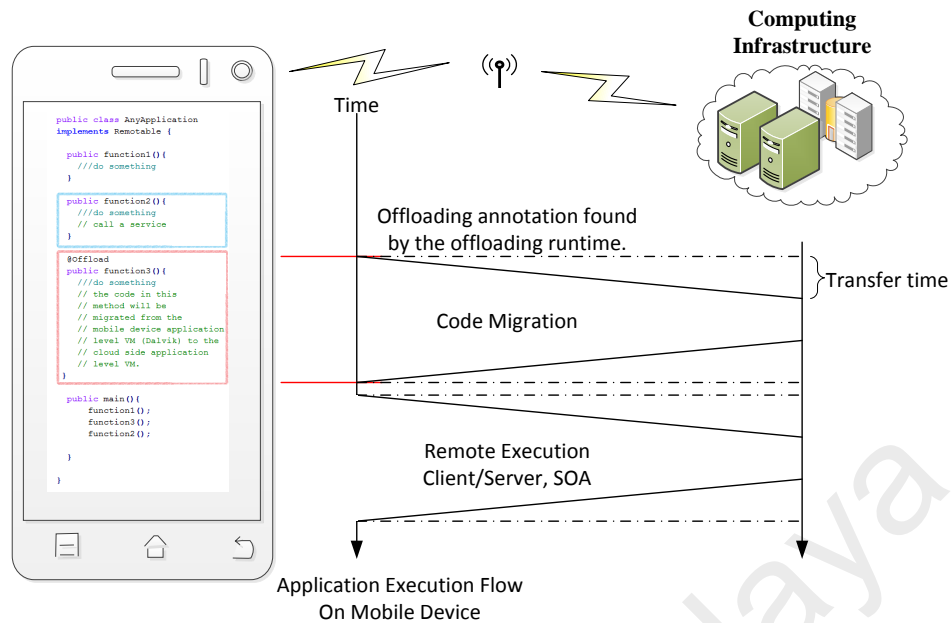 Computing
Infrastructure
Time
public class AnyApplication
implements Remotable {
public function1(){
///do something
}
public function2(){
///do something
// call a service
}
@Offload
public function3(){
///do something
// the code in this
// method will be
// migrated from the
// mobile device application
// level VM (Dalvik) to the
// cloud side application
// level VM.
}
public main(){
function1();
function3();
function2();
}
}
Offloading annotation found
by the offloading runtime.
Transfer time
Code Migration
Remote Execution
Client/Server, SOA
Application Execution Flow
On Mobile Device
laya